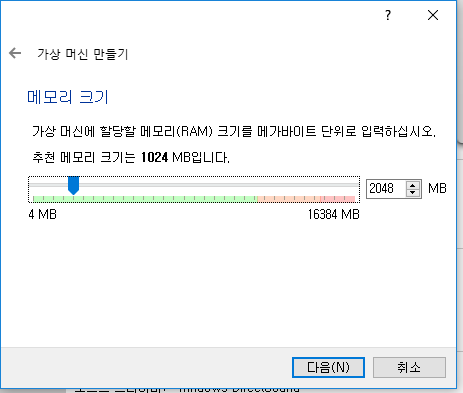 ?
가상 머신 만들기
메모리 크기
가상 머신에 할당할 메모리(RAM) 크기를 메가바이트 단위로 입력하십시오.
추천 메모리 크기는 1024 MB입니다.
2048 MB
4 MB 16384 MB
다음(N) 취소
Windows DirectSound